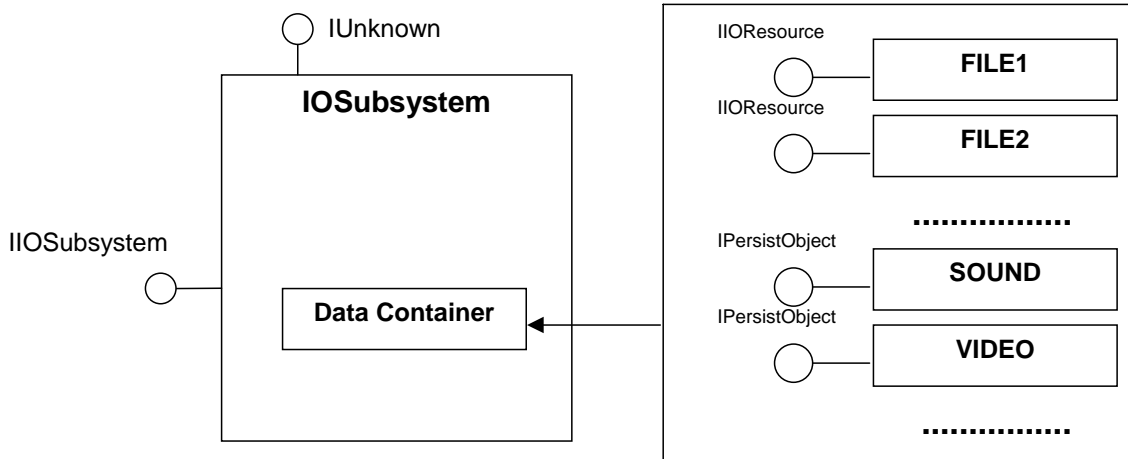 IUnknown
IOSubsystem
IIOSubsystem
Data Container
IIOResource
FILE1
IIOResource
FILE2
.................
IPersistObject
SOUND
IPersistObject
VIDEO
.................